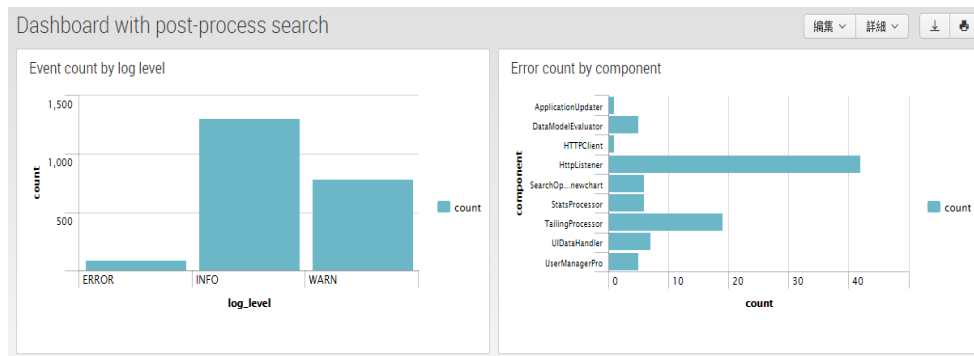 Dashboard with post-process search
編集
詳細
Event count by log level
1,500
1,000
500
count
ERROR
INFO
WARN
log_level
count
Error count by component
ApplicationUpdater
DataModelEvaluator
HTTPClient
HttpListener
SearchOp...newchart
StatsProcessor
TailingProcessor
UIDataHandler
UserManagerPro
component
0
10
20
30
40
count
count